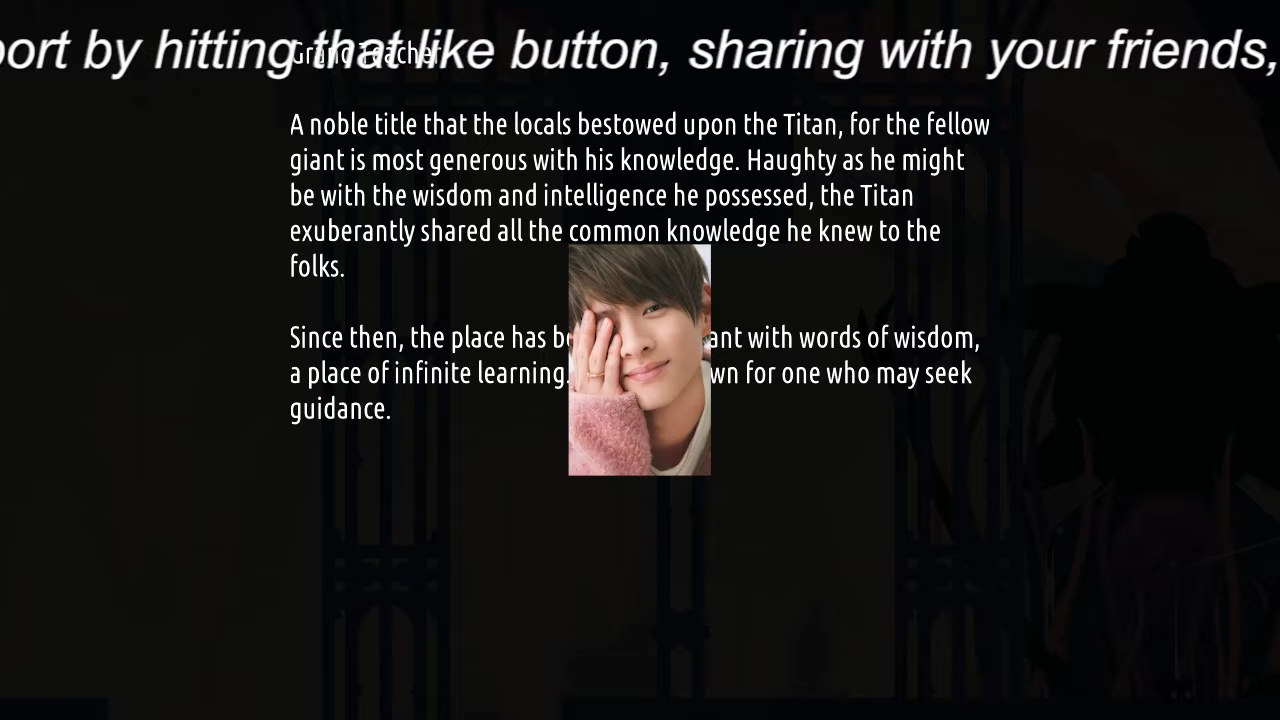 port by hitting that like button, sharing with your friends,
Grand Teacher
A noble title that the locals bestowed upon the Titan, for the fellow
giant is most generous with his knowledge. Haughty as he might
be with the wisdom and intelligence he possessed, the Titan
exuberantly shared all the common knowledge he knew to the
folks.
Since then, the place has be ant with words of wisdom,
a place of infinite learning. wn for one who may seek
guidance.